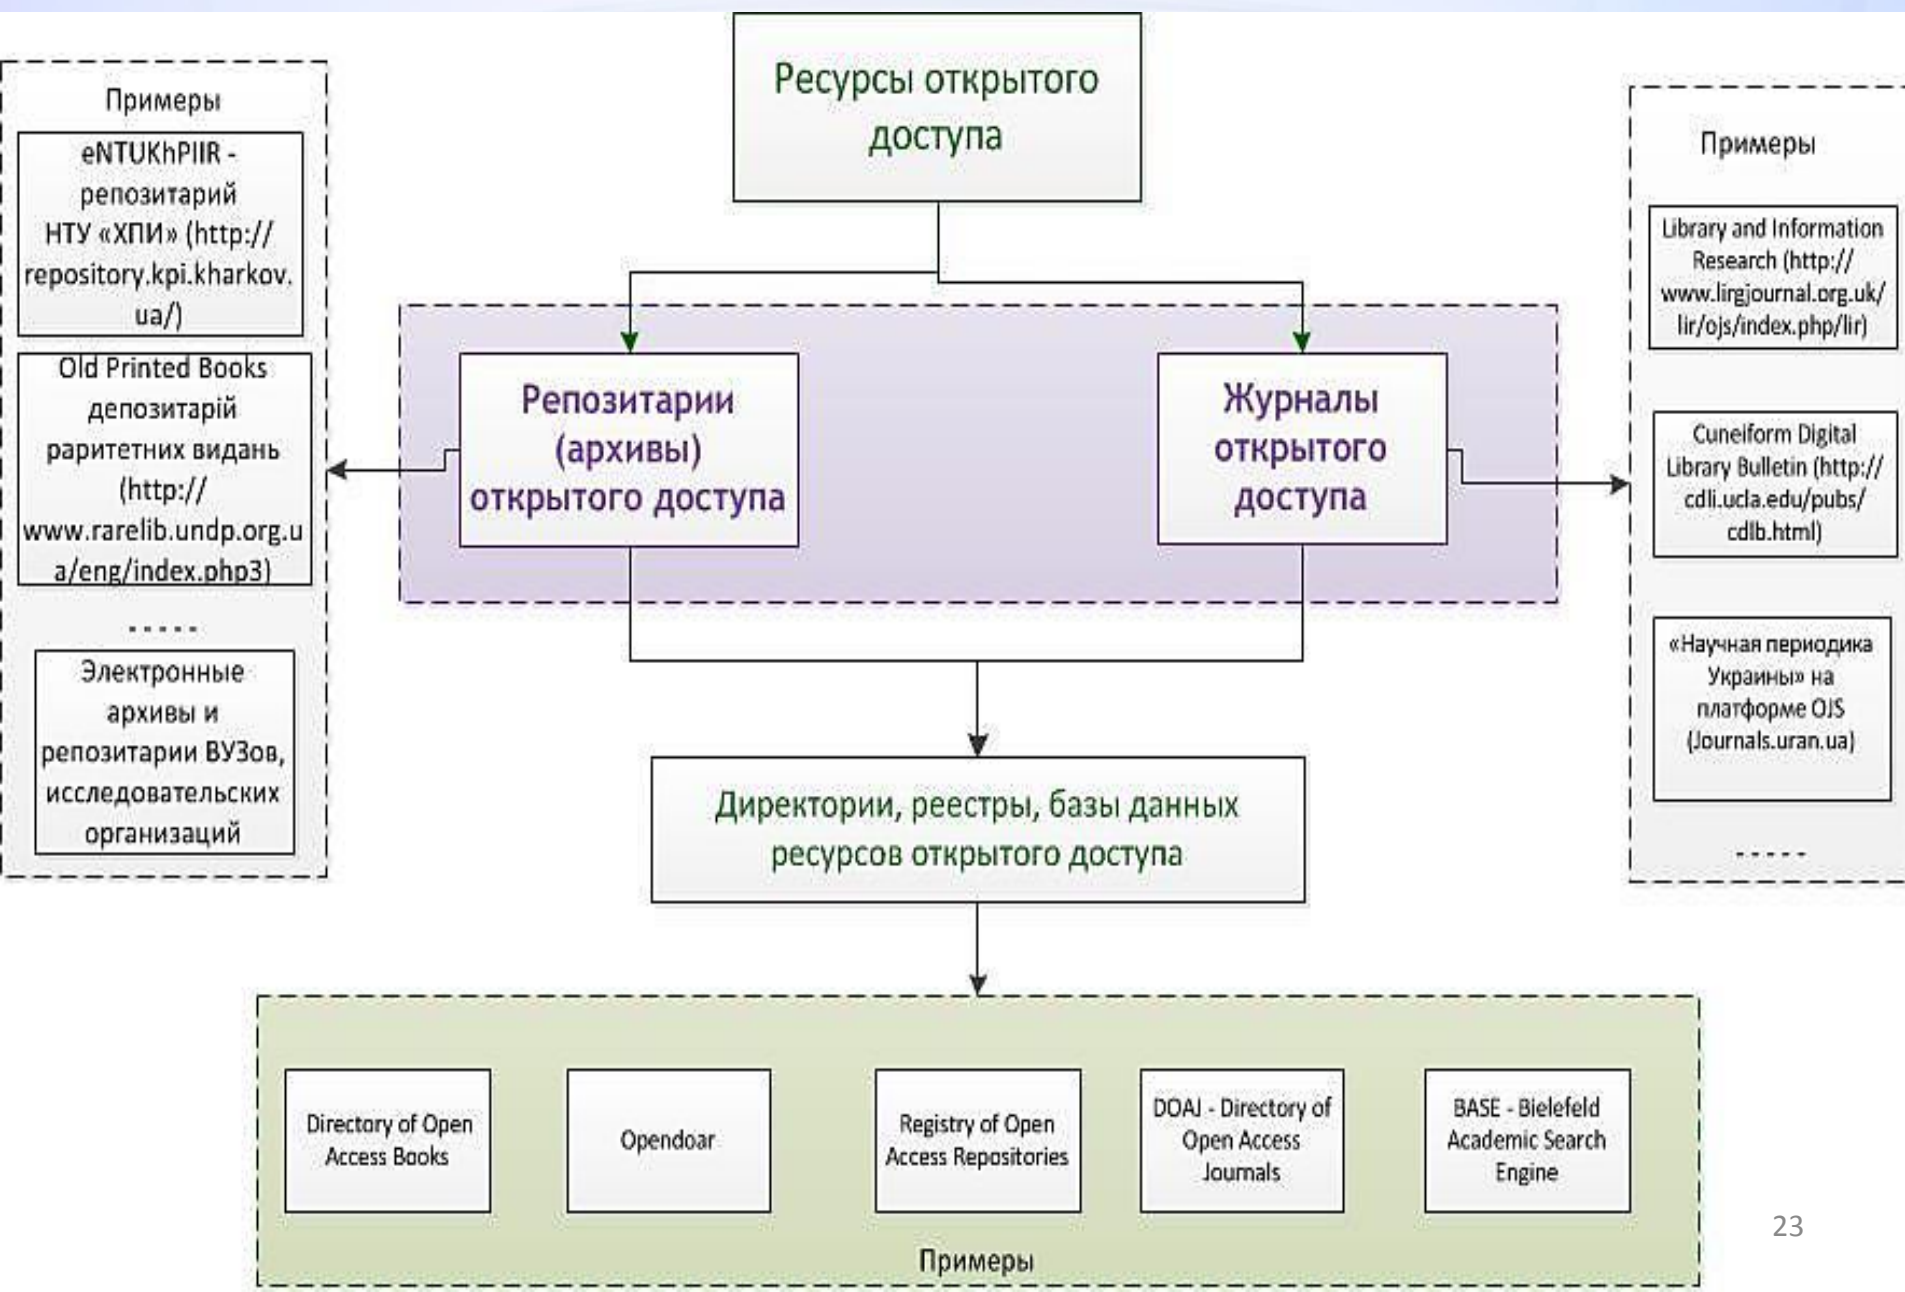 Ресурсы открытого
доступа
Примеры
eNTUKhPIIR -
репозитарий
НТУ «ХПИ» (http://
repository.kpi.kharkov.
ua/)
Old Printed Books
депозитарій
раритетних видань
(http://
www.rarelib.undp.org.u
a/eng/index.php3)
.....
Электронные
архивы и
репозитарии ВУЗов,
исследовательских
организаций
Репозитарии
(архивы)
открытого доступа
Журналы
открытого
доступа
Примеры
Library and Information
Research (http://
www.lirgjournal.org.uk/
lir/ojs/index.php/lir)
Cuneiform Digital
Library Bulletin (http://
cdli.ucla.edu/pubs/
cdlb.html)
«Научная периодика
Украины» на
платформе OJS
(Journals.uran.ua)
.....
Директории, реестры, базы данных
ресурсов открытого доступа
Directory of Open
Access Books
Opendoar
Registry of Open
Access Repositories
DOAJ - Directory of
Open Access
Journals
BASE - Bielefeld
Academic Search
Engine
Примеры
23